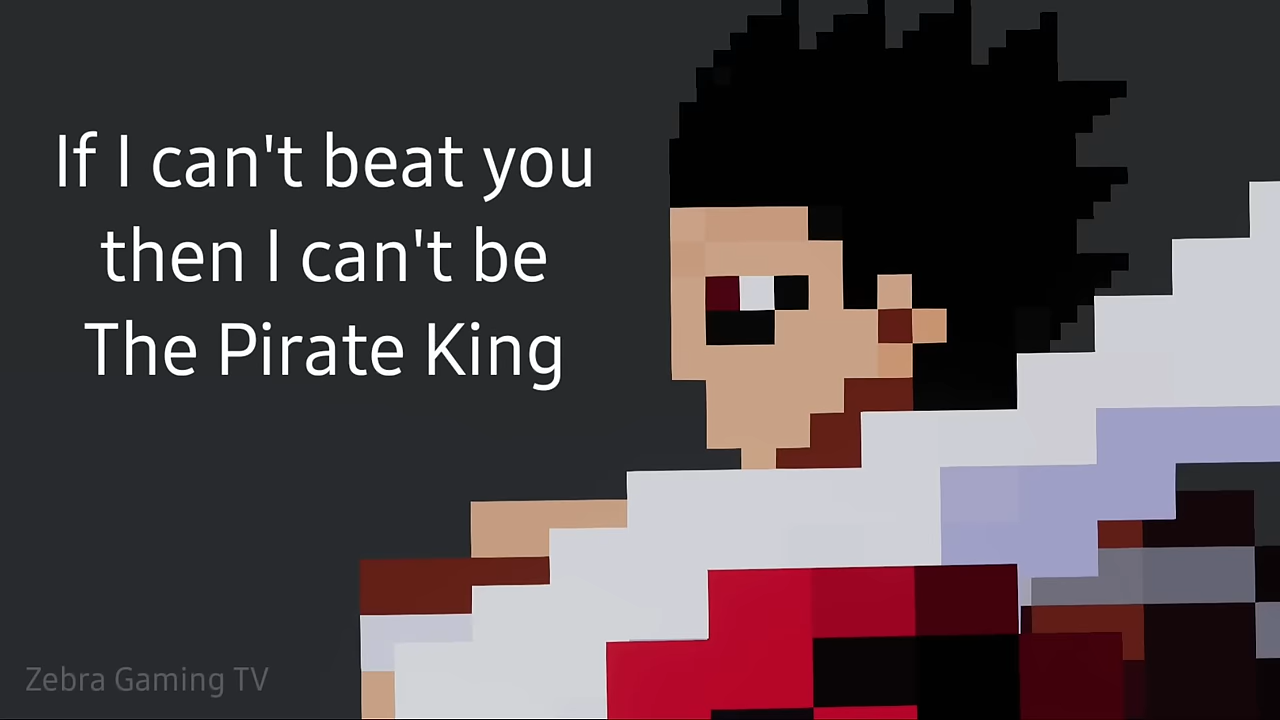 If I can't beat you
then I can't be
The Pirate King
Zebra Gaming TV